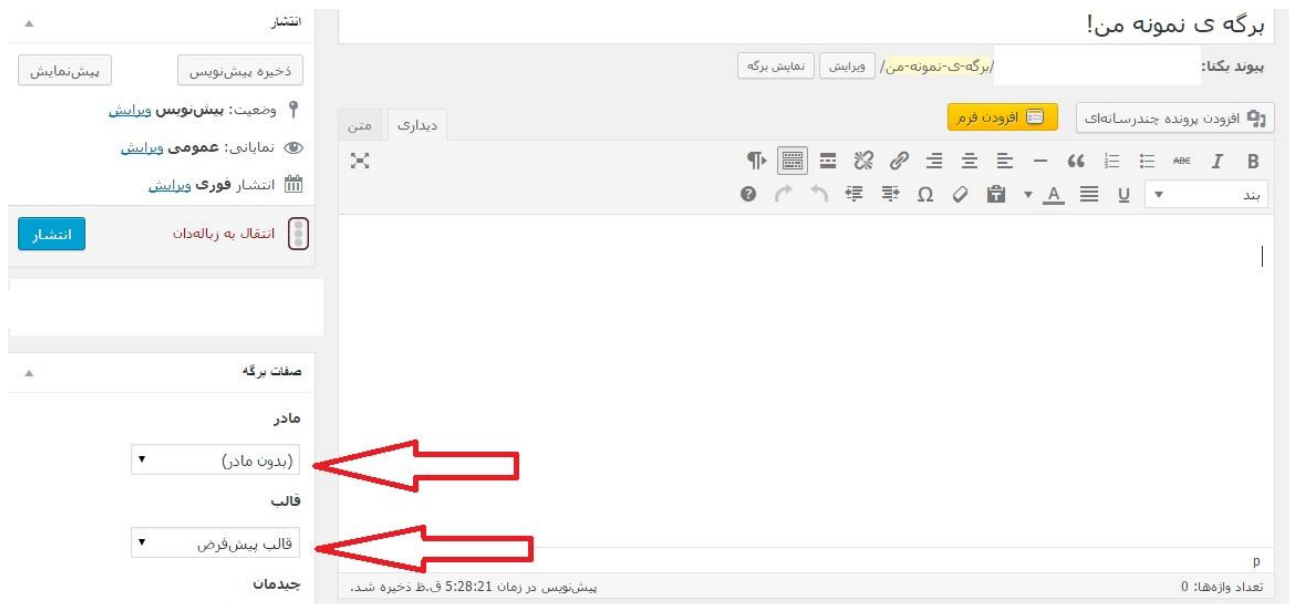 برگه ی نمونه من!
پیوند یکتا: /برگه-ی-نمونه-من/ ویرایش نمایش برگه
افزودن پرونده چندرسانه‌ای افزودن فرم
دیداری متن
B I ABE
بند U A Ω
p
تعداد واژه‌ها: 0
پیش‌نویس در زمان 5:28:21 ق.ظ ذخیره شد.
انتشار
ذخیره پیش‌نویس پیش‌نمایش
وضعیت: پیش‌نویس ویرایش
نمایانی: عمومی ویرایش
انتشار فوری ویرایش
انتقال به زباله‌دان انتشار
صفات برگه
مادر
(بدون مادر)
قالب
قالب پیش‌فرض
چیدمان